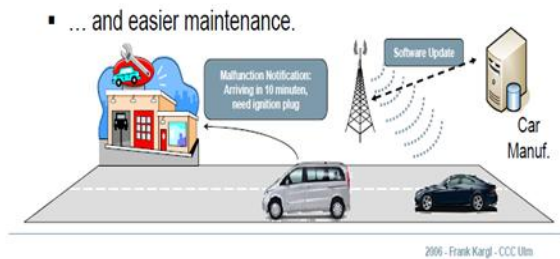 ▪ ... and easier maintenance.
Malfunction Notification:
Arriving in 10 minuten,
need ignition plug
Software Update
Car
Manuf.
2006 - Frank Kargl - CCC Ulm